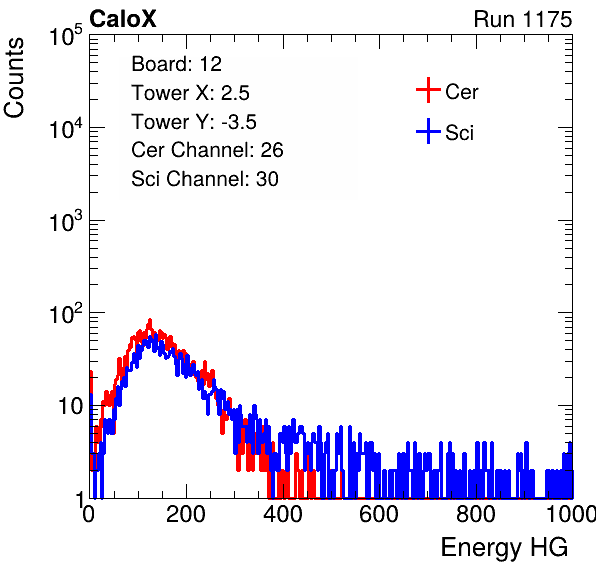 CaloX Run 1175
Counts
10^5
10^4
10^3
10^2
10
1
Board: 12
Tower X: 2.5
Tower Y: -3.5
Cer Channel: 26
Sci Channel: 30
Cer
Sci
0 200 400 600 800 1000
Energy HG